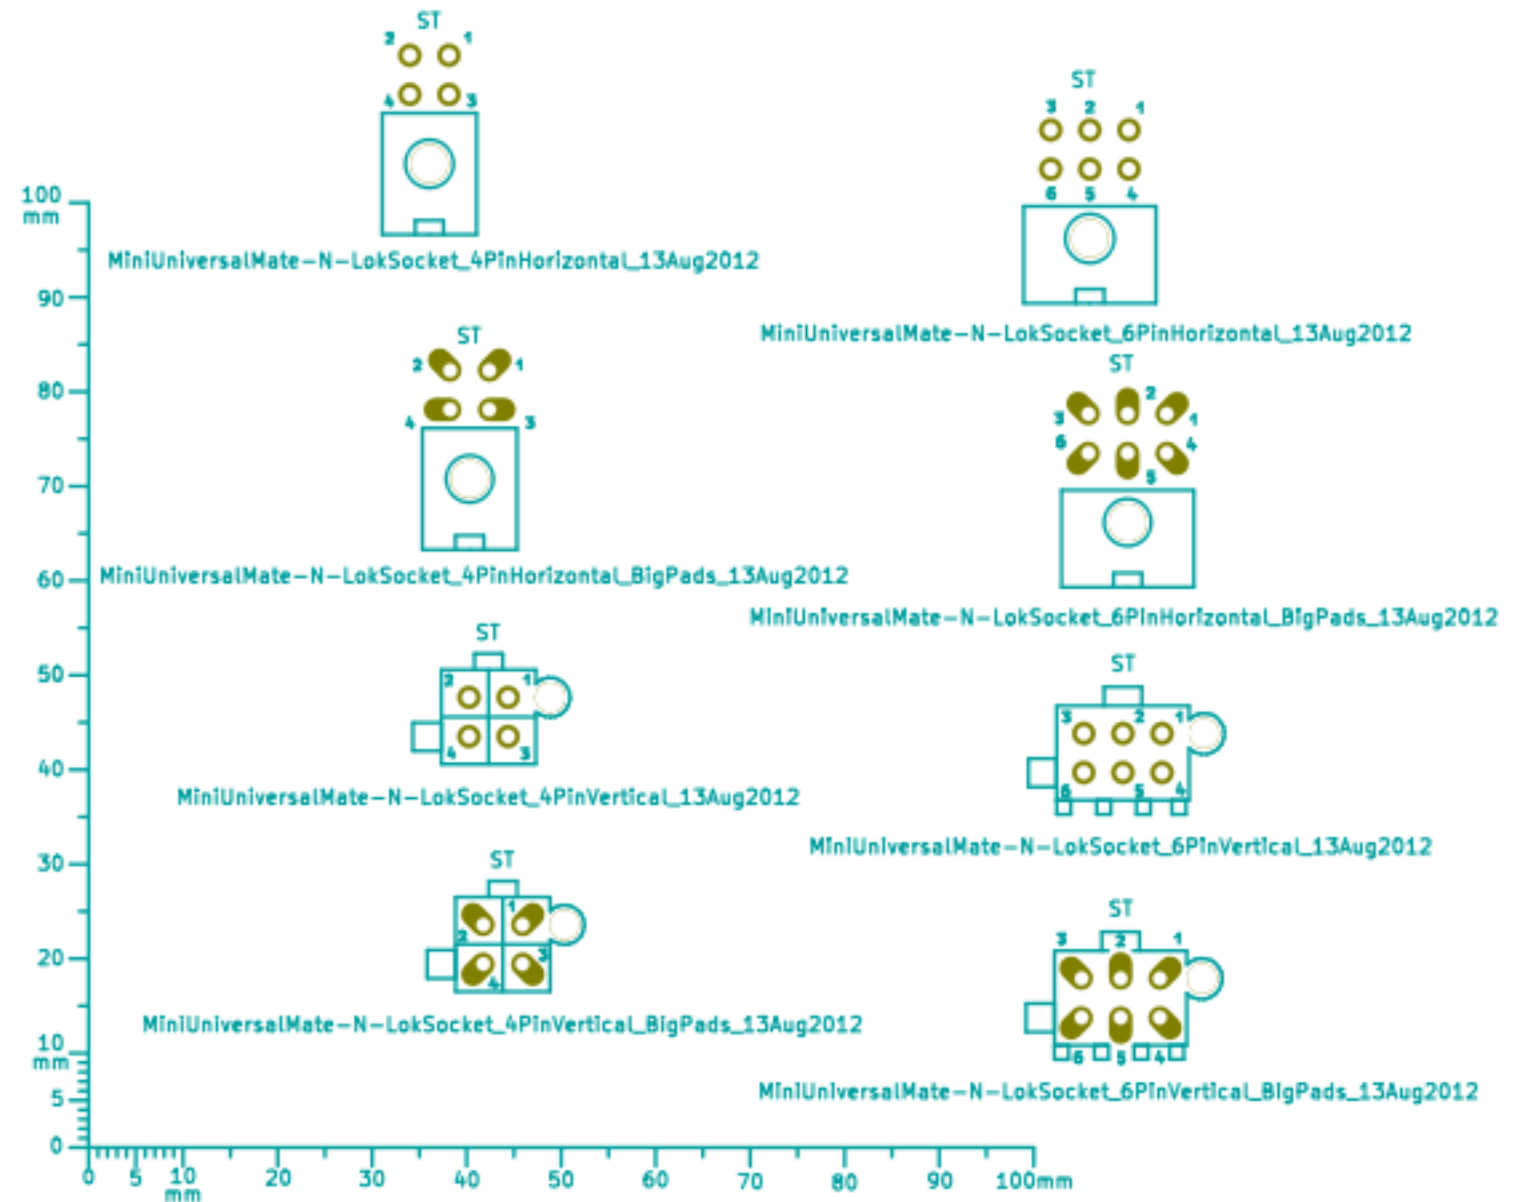 ST
2 1
4 3
MiniUniversalMate-N-LokSocket_4PinHorizontal_13Aug2012
ST
3 2 1
6 5 4
MiniUniversalMate-N-LokSocket_6PinHorizontal_13Aug2012
ST
2 1
4 3
MiniUniversalMate-N-LokSocket_4PinHorizontal_BigPads_13Aug2012
ST
2
3 1
6 4
5
MiniUniversalMate-N-LokSocket_6PinHorizontal_BigPads_13Aug2012
ST
2 1
4 3
MiniUniversalMate-N-LokSocket_4PinVertical_13Aug2012
ST
3 2 1
6 5 4
MiniUniversalMate-N-LokSocket_6PinVertical_13Aug2012
ST
1
2
3
4
MiniUniversalMate-N-LokSocket_4PinVertical_BigPads_13Aug2012
ST
3 2 1
6 5 4
MiniUniversalMate-N-LokSocket_6PinVertical_BigPads_13Aug2012
100
mm
90
80
70
60
50
40
30
20
10
mm
5
0
0 5 10 20 30 40 50 60 70 80 90 100mm
mm